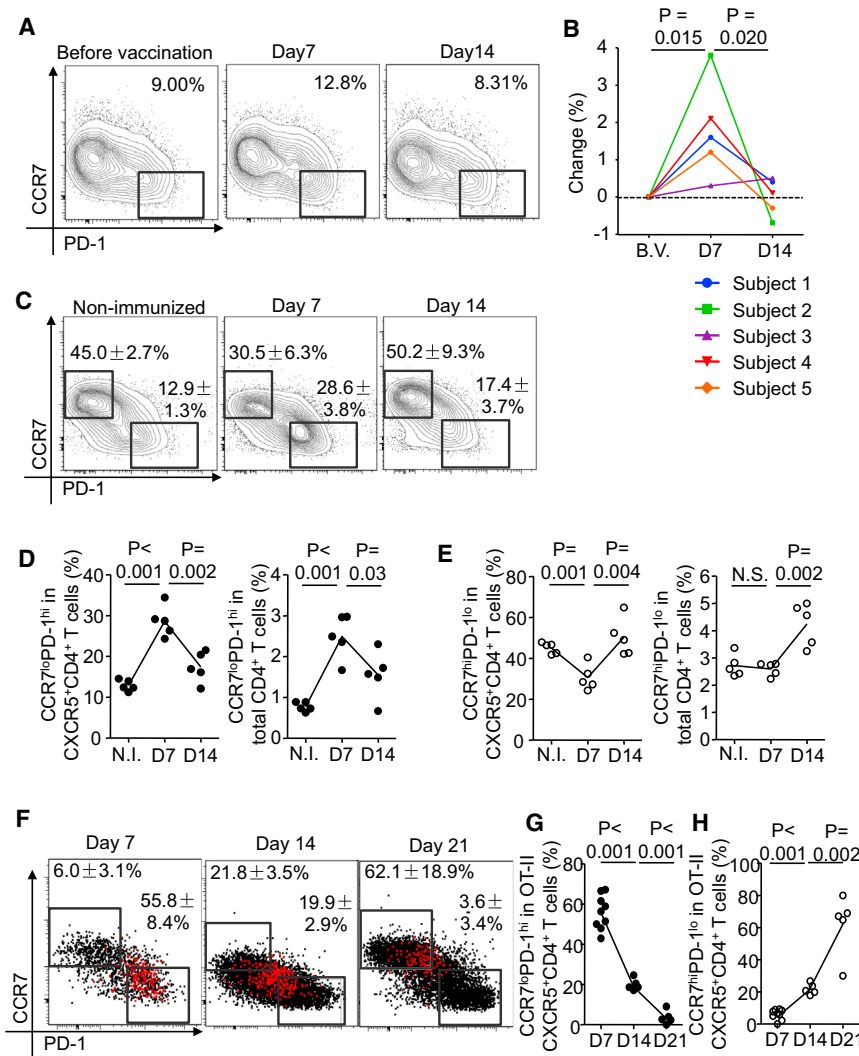 A
Before vaccination
Day7
Day14
9.00%
12.8%
8.31%
CCR7
PD-1
B
P =
0.015
P =
0.020
Change (%)
4
3
2
1
0
-1
B.V.
D7
D14
Subject 1
Subject 2
Subject 3
Subject 4
Subject 5
C
Non-immunized
Day 7
Day 14
45.0±2.7%
12.9±
1.3%
30.5±6.3%
28.6±
3.8%
50.2±9.3%
17.4±
3.7%
CCR7
PD-1
D
P<
0.001
P=
0.002
CCR7loPD-1hi in
CXCR5+CD4+ T cells (%)
40
30
20
10
0
N.I.
D7
D14
P<
0.001
P=
0.03
CCR7loPD-1hi in
total CD4+ T cells (%)
4
3
2
1
0
N.I.
D7
D14
E
P=
0.001
P=
0.004
CCR7hiPD-1lo in
CXCR5+CD4+ T cells (%)
80
60
40
20
0
N.I.
D7
D14
N.S.
P=
0.002
CCR7hiPD-1lo in
total CD4+ T cells (%)
6
5
4
3
2
1
0
N.I.
D7
D14
F
Day 7
Day 14
Day 21
6.0±3.1%
55.8±
8.4%
21.8±3.5%
19.9±
2.9%
62.1±18.9%
3.6±
3.4%
CCR7
PD-1
G
P<
0.001
P<
0.001
CCR7loPD-1hi in OT-II
CXCR5+CD4+ T cells (%)
80
60
40
20
0
D7
D14
D21
H
P<
0.001
P=
0.002
CCR7hiPD-1lo in OT-II
CXCR5+CD4+ T cells (%)
100
80
60
40
20
0
D7
D14
D21